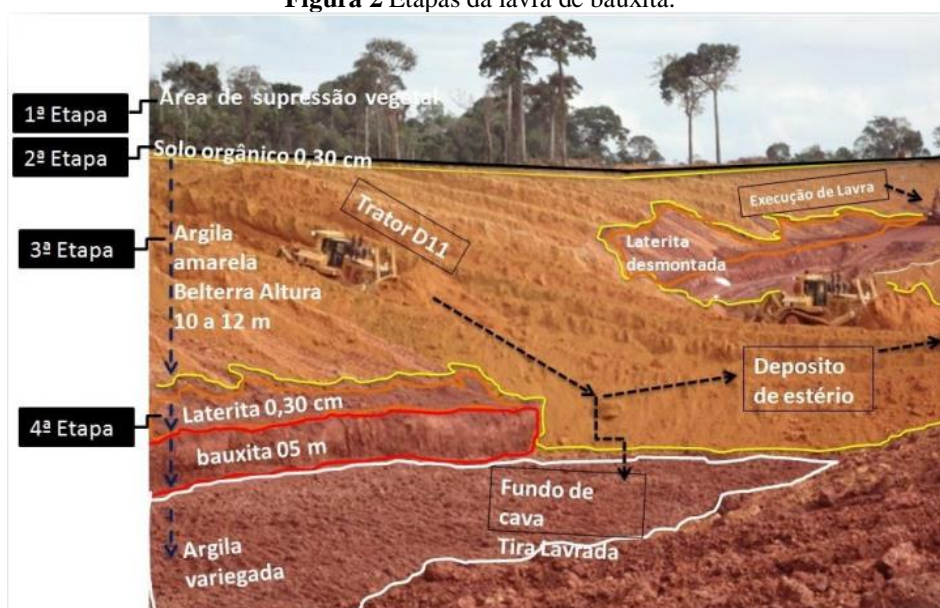 Figura 2 Etapas da lavra de bauxita.
1ª Etapa
Área de supressão vegetal
2ª Etapa
Solo orgânico 0,30 cm
Execução de Lavra
Trator D11
3ª Etapa
Argila
amarela
Belterra Altura
10 a 12 m
Laterita
desmontada
Deposito
de estério
4ª Etapa
Laterita 0,30 cm
bauxita 05 m
Fundo de
cava
Tira Lavrada
Argila
variegada